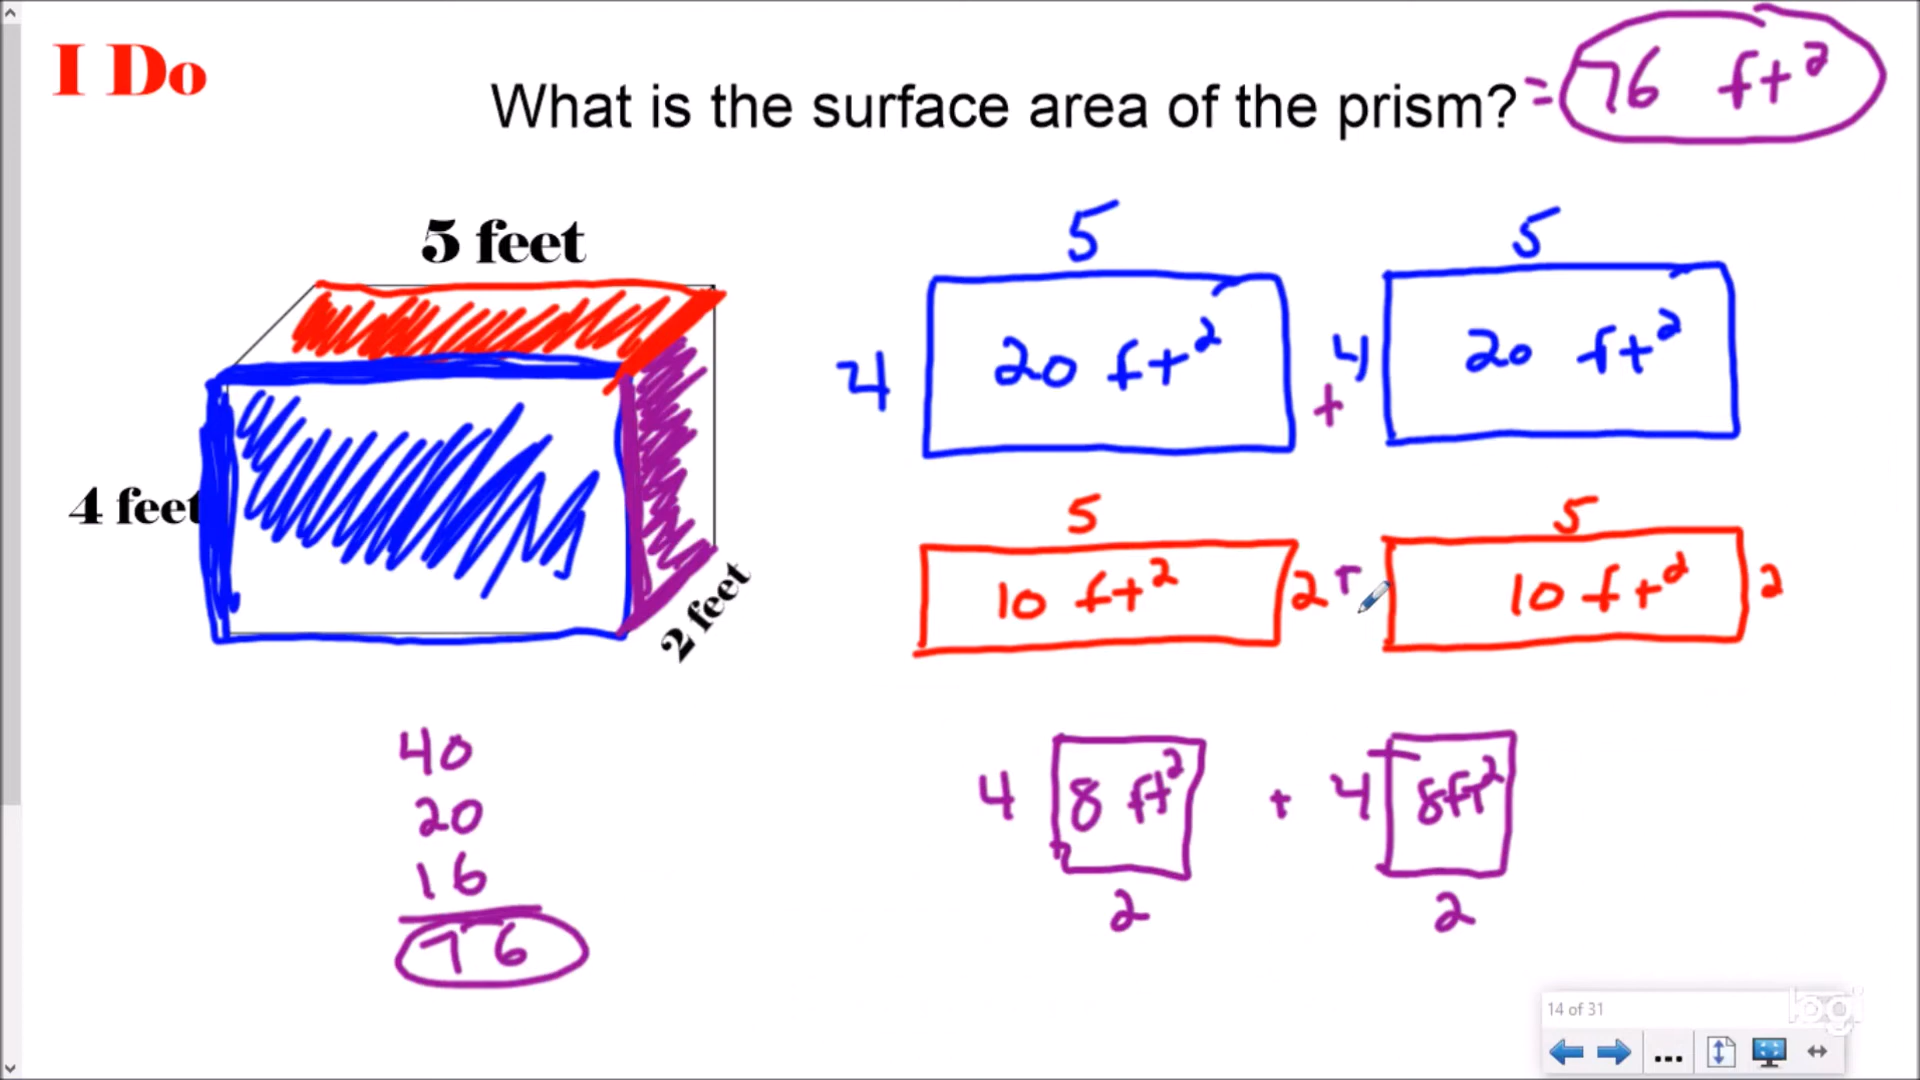 I Do
What is the surface area of the prism? = 76 ft²
5 feet
4 feet
2 feet
5
5
4
20 ft²
+
4
20 ft²
5
5
10 ft²
2
+
10 ft²
2
40
20
16
76
4
8 ft²
+
4
8ft²
2
2
14 of 31
logi
...